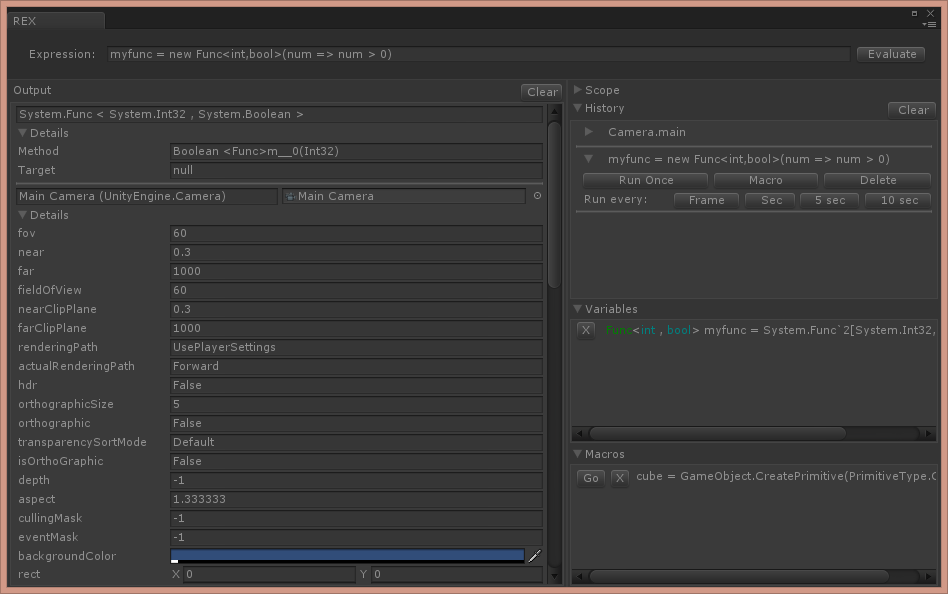 REX
Expression: myfunc = new Func<int,bool>(num => num > 0) Evaluate
Output Clear
System.Func < System.Int32 , System.Boolean >
Details
Method Boolean <Func>m__0(Int32)
Target null
Main Camera (UnityEngine.Camera) Main Camera
Details
fov 60
near 0.3
far 1000
fieldOfView 60
nearClipPlane 0.3
farClipPlane 1000
renderingPath UsePlayerSettings
actualRenderingPath Forward
hdr False
orthographicSize 5
orthographic False
transparencySortMode Default
isOrthoGraphic False
depth -1
aspect 1.333333
cullingMask -1
eventMask -1
backgroundColor
rect X 0 Y 0
Scope
History Clear
Camera.main
myfunc = new Func<int,bool>(num => num > 0)
Run Once Macro Delete
Run every: Frame Sec 5 sec 10 sec
Variables
X Func<int , bool> myfunc = System.Func`2[System.Int32,
Macros
Go X cube = GameObject.CreatePrimitive(PrimitiveType.C